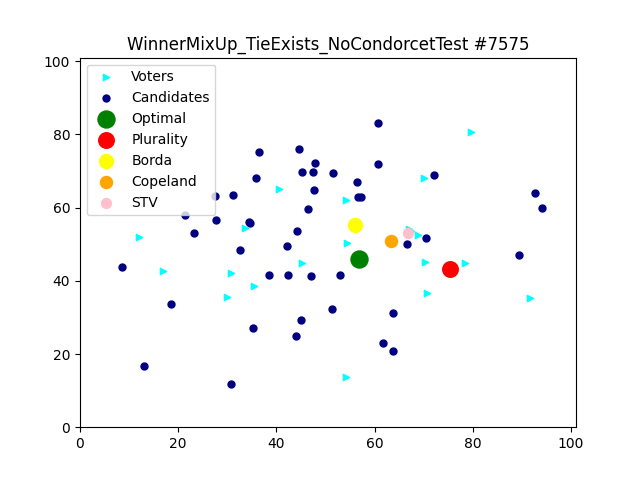 WinnerMixUp_TieExists_NoCondorcetTest #7575
Voters
Candidates
Optimal
Plurality
Borda
Copeland
STV
100
80
60
40
20
0
0 20 40 60 80 100